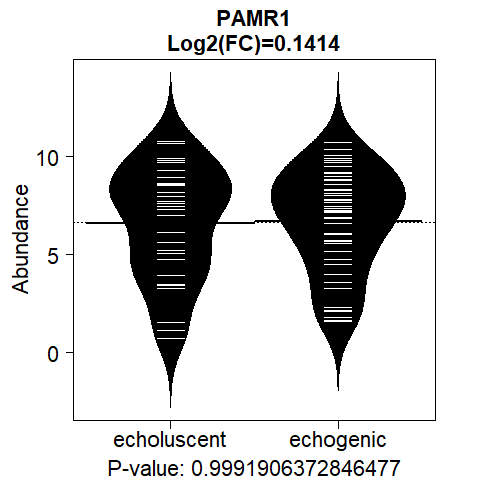 PAMR1
Log2(FC)=0.1414
Abundance
10
5
0
echoluscent echogenic
P-value: 0.9991906372846477